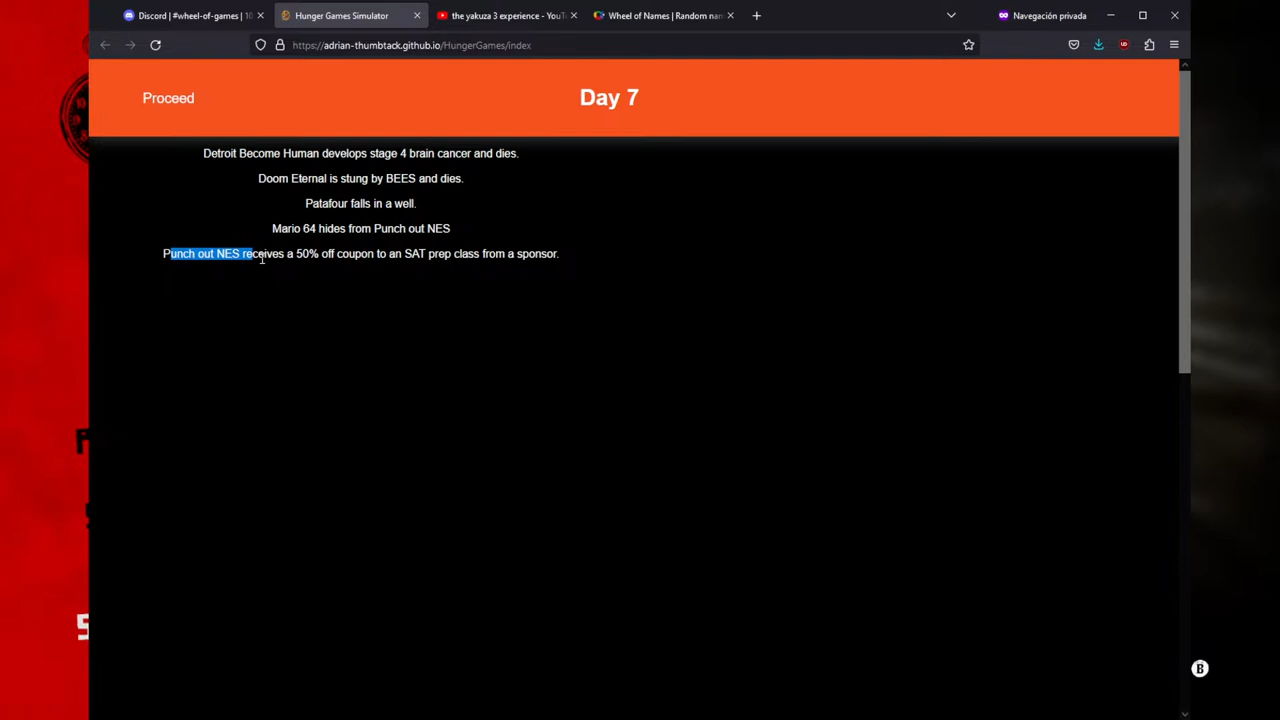 Discord | #wheel-of-games | 10
Hunger Games Simulator
the yakuza 3 experience - YouT
Wheel of Names | Random nam
Navegación privada
https://adrian-thumbtack.github.io/HungerGames/index
Proceed
Day 7
Detroit Become Human develops stage 4 brain cancer and dies.
Doom Eternal is stung by BEES and dies.
Patafour falls in a well.
Mario 64 hides from Punch out NES
Punch out NES receives a 50% off coupon to an SAT prep class from a sponsor.
B